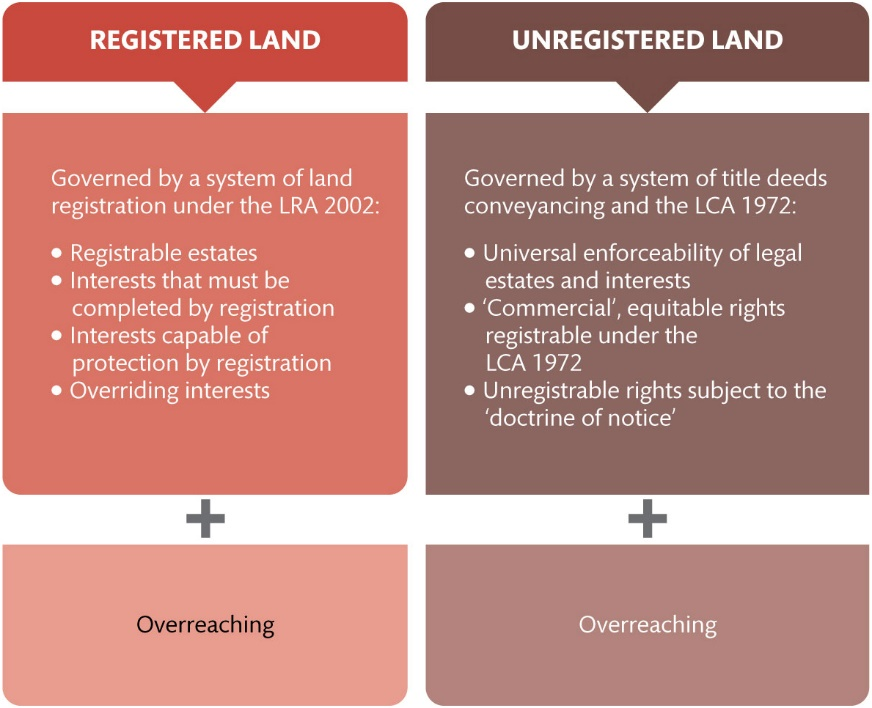 REGISTERED LAND
Governed by a system of land
registration under the LRA 2002:
• Registrable estates
• Interests that must be
completed by registration
• Interests capable of
protection by registration
• Overriding interests
+
Overreaching
UNREGISTERED LAND
Governed by a system of title deeds
conveyancing and the LCA 1972:
• Universal enforceability of legal
estates and interests
• ‘Commercial’, equitable rights
registrable under the
LCA 1972
• Unregistrable rights subject to the
‘doctrine of notice’
+
Overreaching